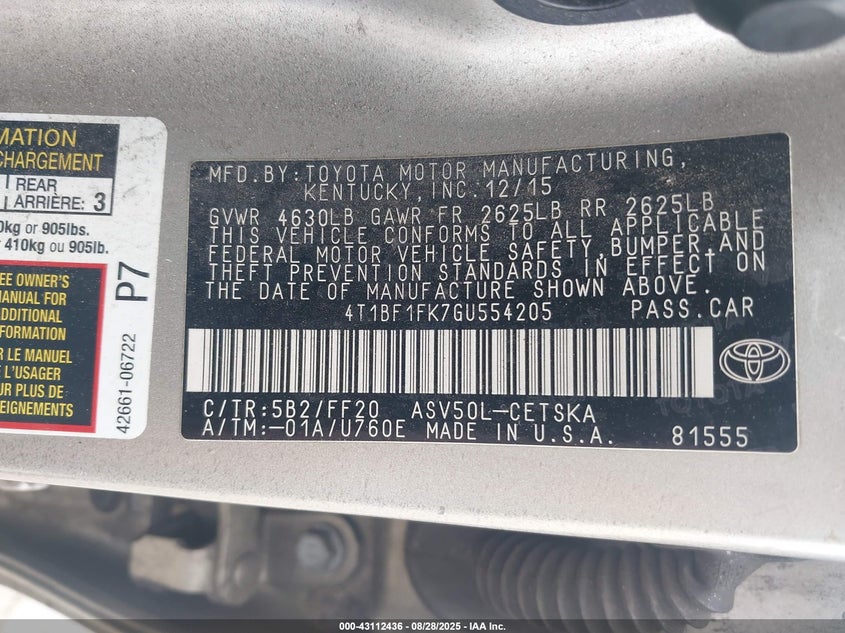 MATION
CHARGEMENT
REAR
ARRIÈRE: 3
kg or 905lbs.
410kg ou 905lb.
EE OWNER'S
MANUAL FOR
ADDITIONAL
FORMATION
LE MANUEL
L'USAGER
UR PLUS DE
EIGNEMENTS
P7
42661-06722
MFD.BY:TOYOTA MOTOR MANUFACTURING,
KENTUCKY, INC.12/15
GVWR 4630LB GAWR FR 2625LB RR 2625LB
THIS VEHICLE CONFORMS TO ALL APPLICABLE
FEDERAL MOTOR VEHICLE SAFETY,BUMPER,AND
THEFT PREVENTION STANDARDS IN EFFECT ON
THE DATE OF MANUFACTURE SHOWN ABOVE.
4T1BF1FK7GU554205 PASS.CAR
C/TR:5B2/FF20 ASV50L-CETSKA
A/TM:-01A/U760E MADE IN U.S.A. 81555
000-43112436 - 08/28/2025 - IAA Inc.